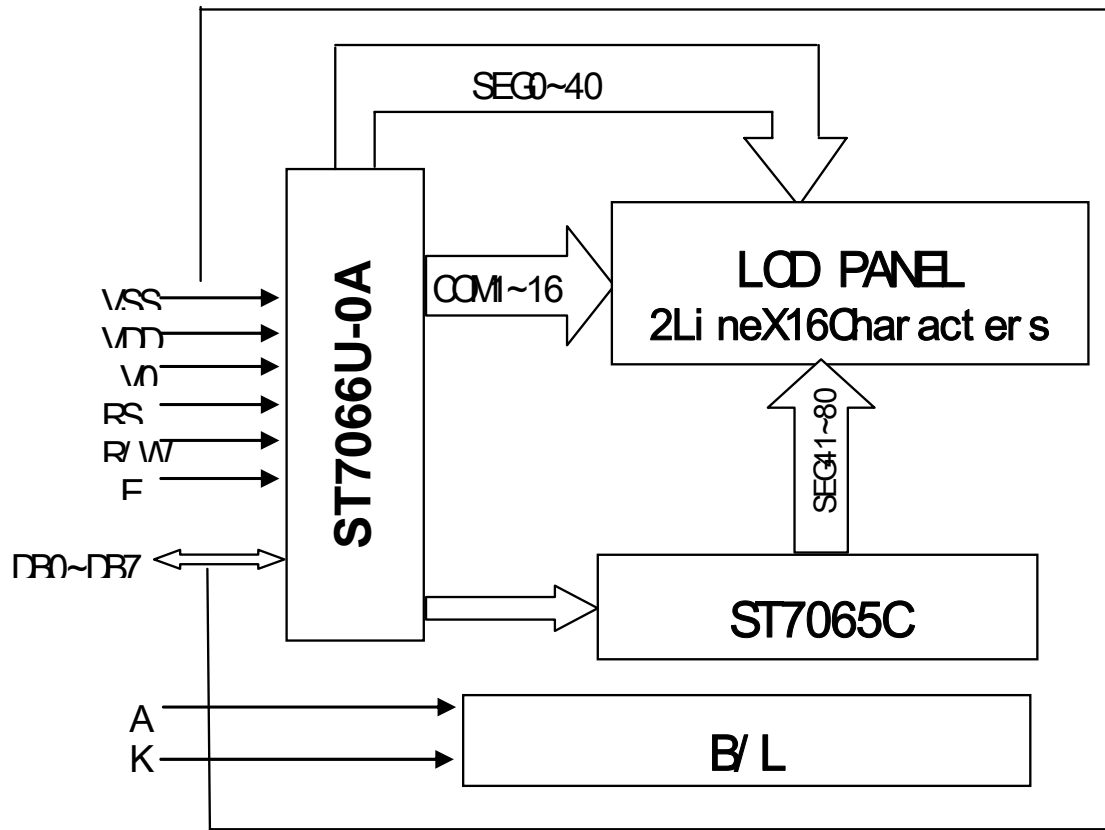 SEG0~40
LCD PANEL
2LineX16Characters
COM1~16
ST7066U-0A
VSS
VDD
V0
RS
R/W
E
DB0~DB7
SEG41~80
ST7065C
A
K
B/L